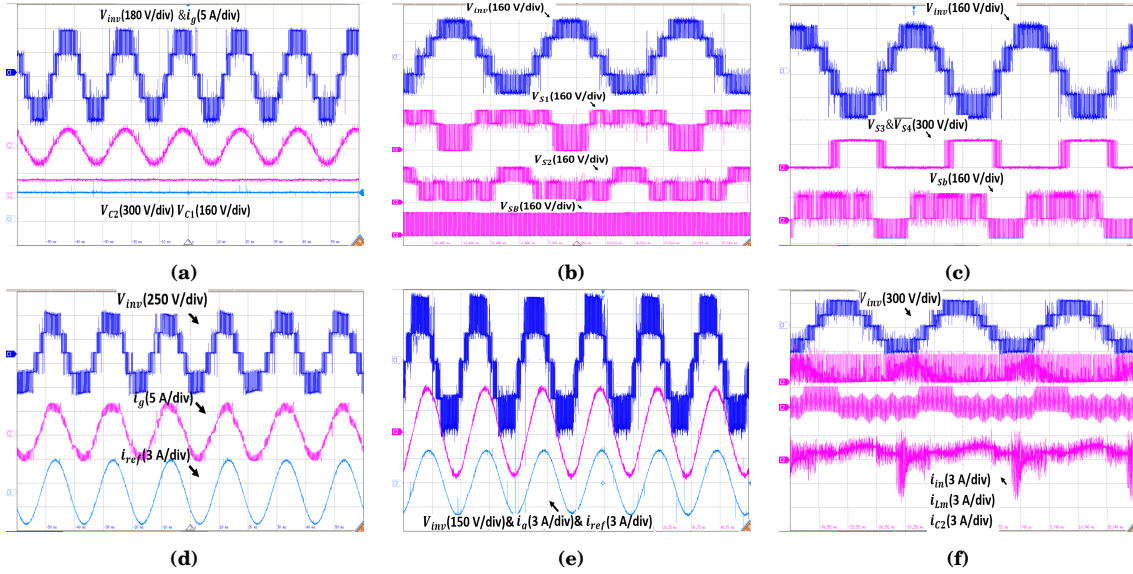 V_inv(180 V/div) & i_g(5 A/div)
V_C2(300 V/div) V_C1(160 V/div)
(a)
V_inv(160 V/div)
V_S1(160 V/div)
V_S2(160 V/div)
V_SB(160 V/div)
(b)
V_inv(160 V/div)
V_S3&V̅_S̅4̅(300 V/div)
V_Sb(160 V/div)
(c)
V_inv(250 V/div)
i_g(5 A/div)
i_ref(3 A/div)
(d)
V_inv(150 V/div)& i_a(3 A/div)& i_ref(3 A/div)
(e)
V_inv(300 V/div)
i_in(3 A/div)
i_Lm(3 A/div)
i_C2(3 A/div)
(f)